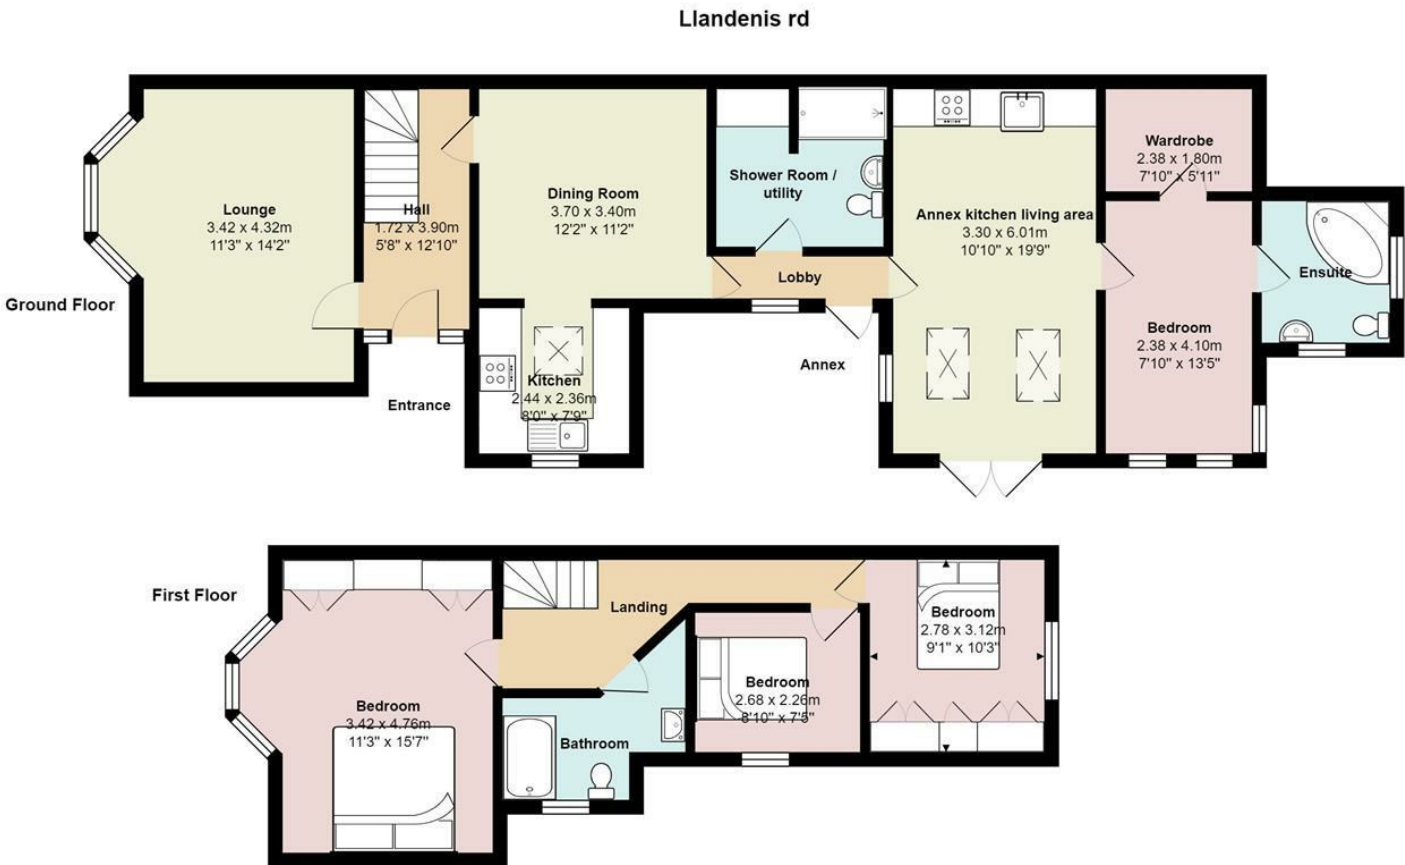 Llandenis rd
Ground Floor
Lounge
3.42 x 4.32m
11'3" x 14'2"
Hall
1.72 x 3.90m
5'8" x 12'10"
Entrance
Dining Room
3.70 x 3.40m
12'2" x 11'2"
Kitchen
2.44 x 2.36m
8'0" x 7'9"
Shower Room /
utility
Lobby
Annex
Annex kitchen living area
3.30 x 6.01m
10'10" x 19'9"
Wardrobe
2.38 x 1.80m
7'10" x 5'11"
Bedroom
2.38 x 4.10m
7'10" x 13'5"
Ensuite
First Floor
Bedroom
3.42 x 4.76m
11'3" x 15'7"
Landing
Bathroom
Bedroom
2.68 x 2.26m
8'10" x 7'5"
Bedroom
2.78 x 3.12m
9'1" x 10'3"